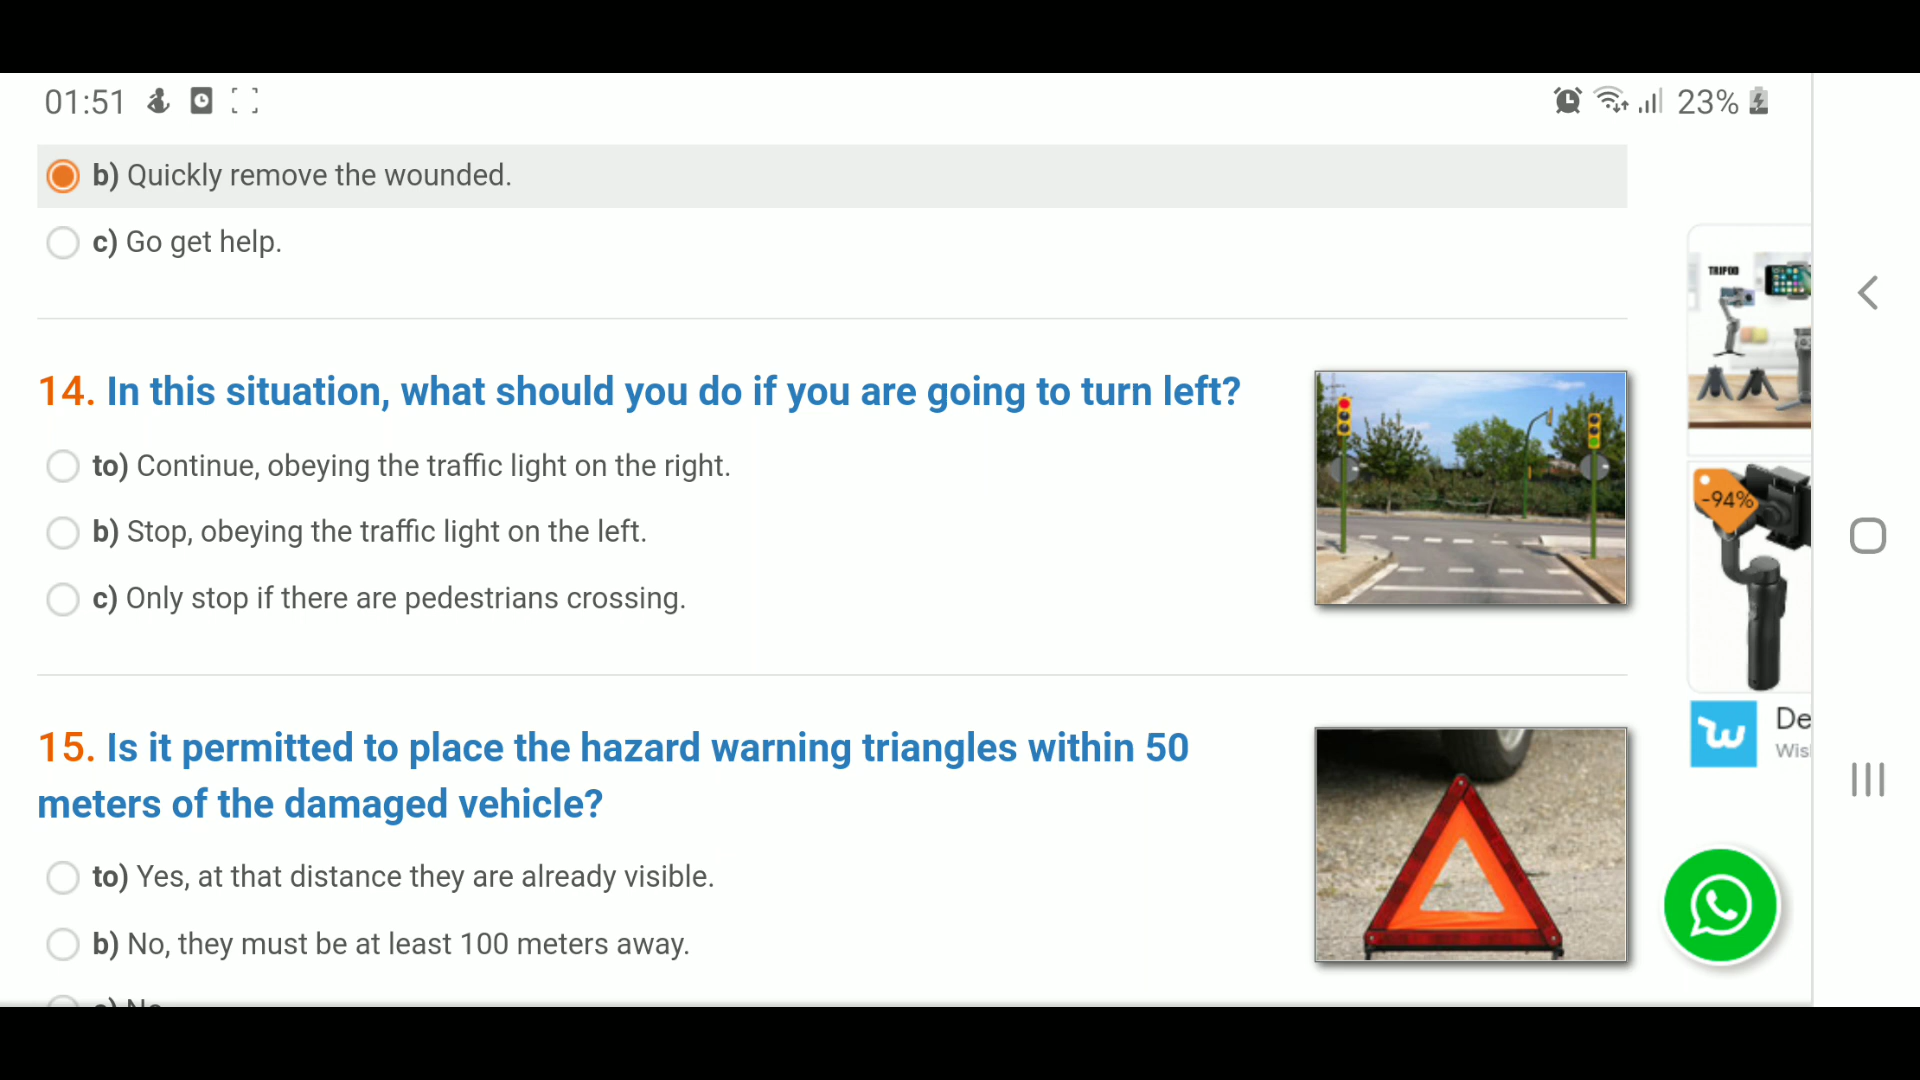 01:51
23%
b) Quickly remove the wounded.
c) Go get help.
14. In this situation, what should you do if you are going to turn left?
to) Continue, obeying the traffic light on the right.
b) Stop, obeying the traffic light on the left.
c) Only stop if there are pedestrians crossing.
15. Is it permitted to place the hazard warning triangles within 50
meters of the damaged vehicle?
to) Yes, at that distance they are already visible.
b) No, they must be at least 100 meters away.
TRIPOD
-94%
De
Wis